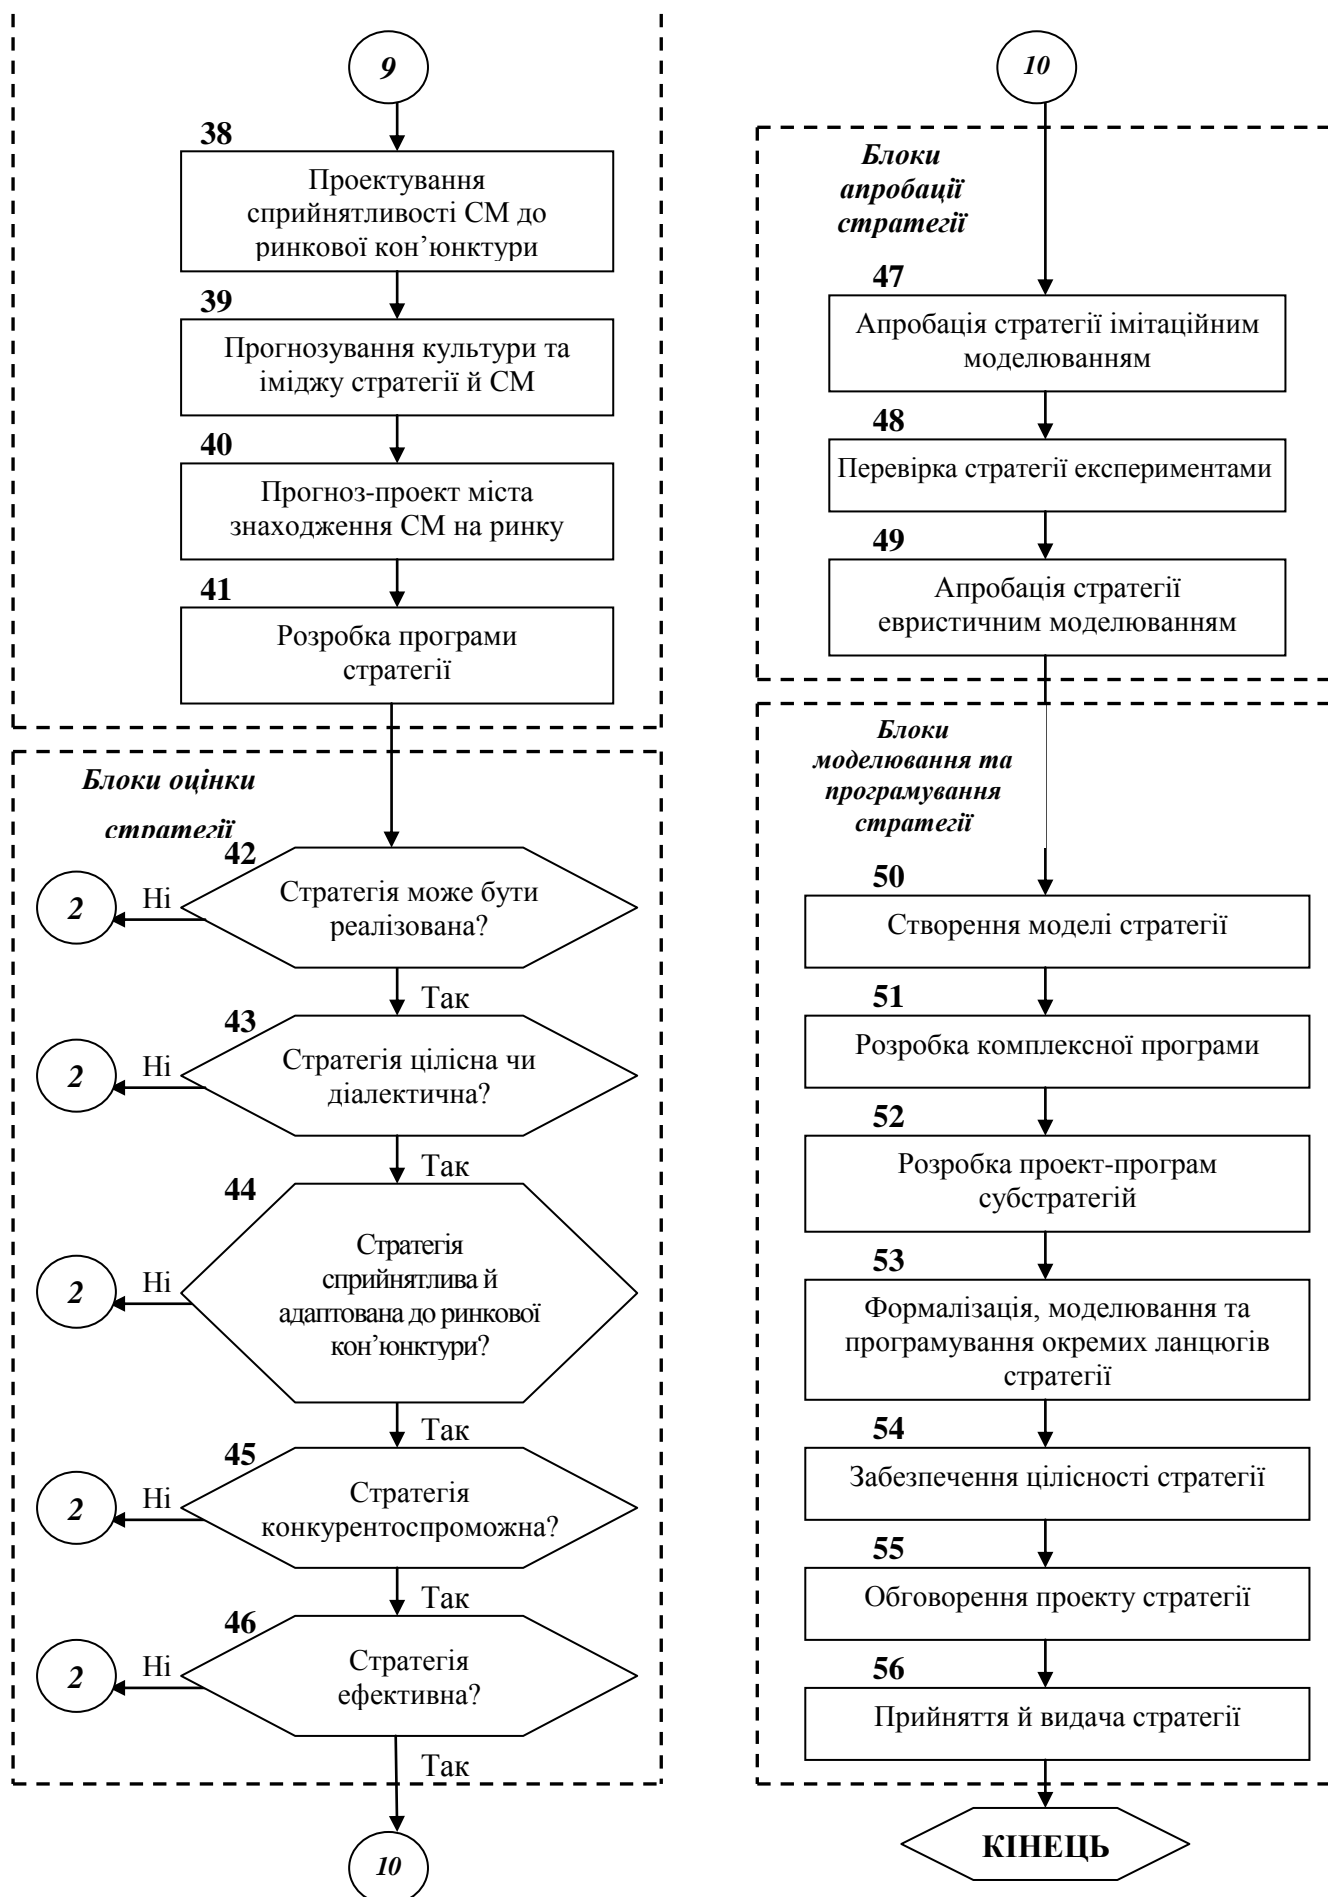 9
38
Проектування
сприйнятливості СМ до
ринкової кон’юнктури
39
Прогнозування культури та
іміджу стратегії й СМ
40
Прогноз-проект міста
знаходження СМ на ринку
41
Розробка програми
стратегії
Блоки оцінки
стратегії
42
Стратегія може бути
реалізована?
Ні
2
Так
43
Стратегія цілісна чи
діалектична?
Ні
2
Так
44
Стратегія
сприйнятлива й
адаптована до ринкової
кон’юнктури?
Ні
2
Так
45
Стратегія
конкурентоспроможна?
Ні
2
Так
46
Стратегія
ефективна?
Ні
2
Так
10
10
Блоки
апробації
стратегії
47
Апробація стратегії імітаційним
моделюванням
48
Перевірка стратегії експериментами
49
Апробація стратегії
евристичним моделюванням
Блоки
моделювання та
програмування
стратегії
50
Створення моделі стратегії
51
Розробка комплексної програми
52
Розробка проект-програм
субстратегій
53
Формалізація, моделювання та
програмування окремих ланцюгів
стратегії
54
Забезпечення цілісності стратегії
55
Обговорення проекту стратегії
56
Прийняття й видача стратегії
КІНЕЦЬ